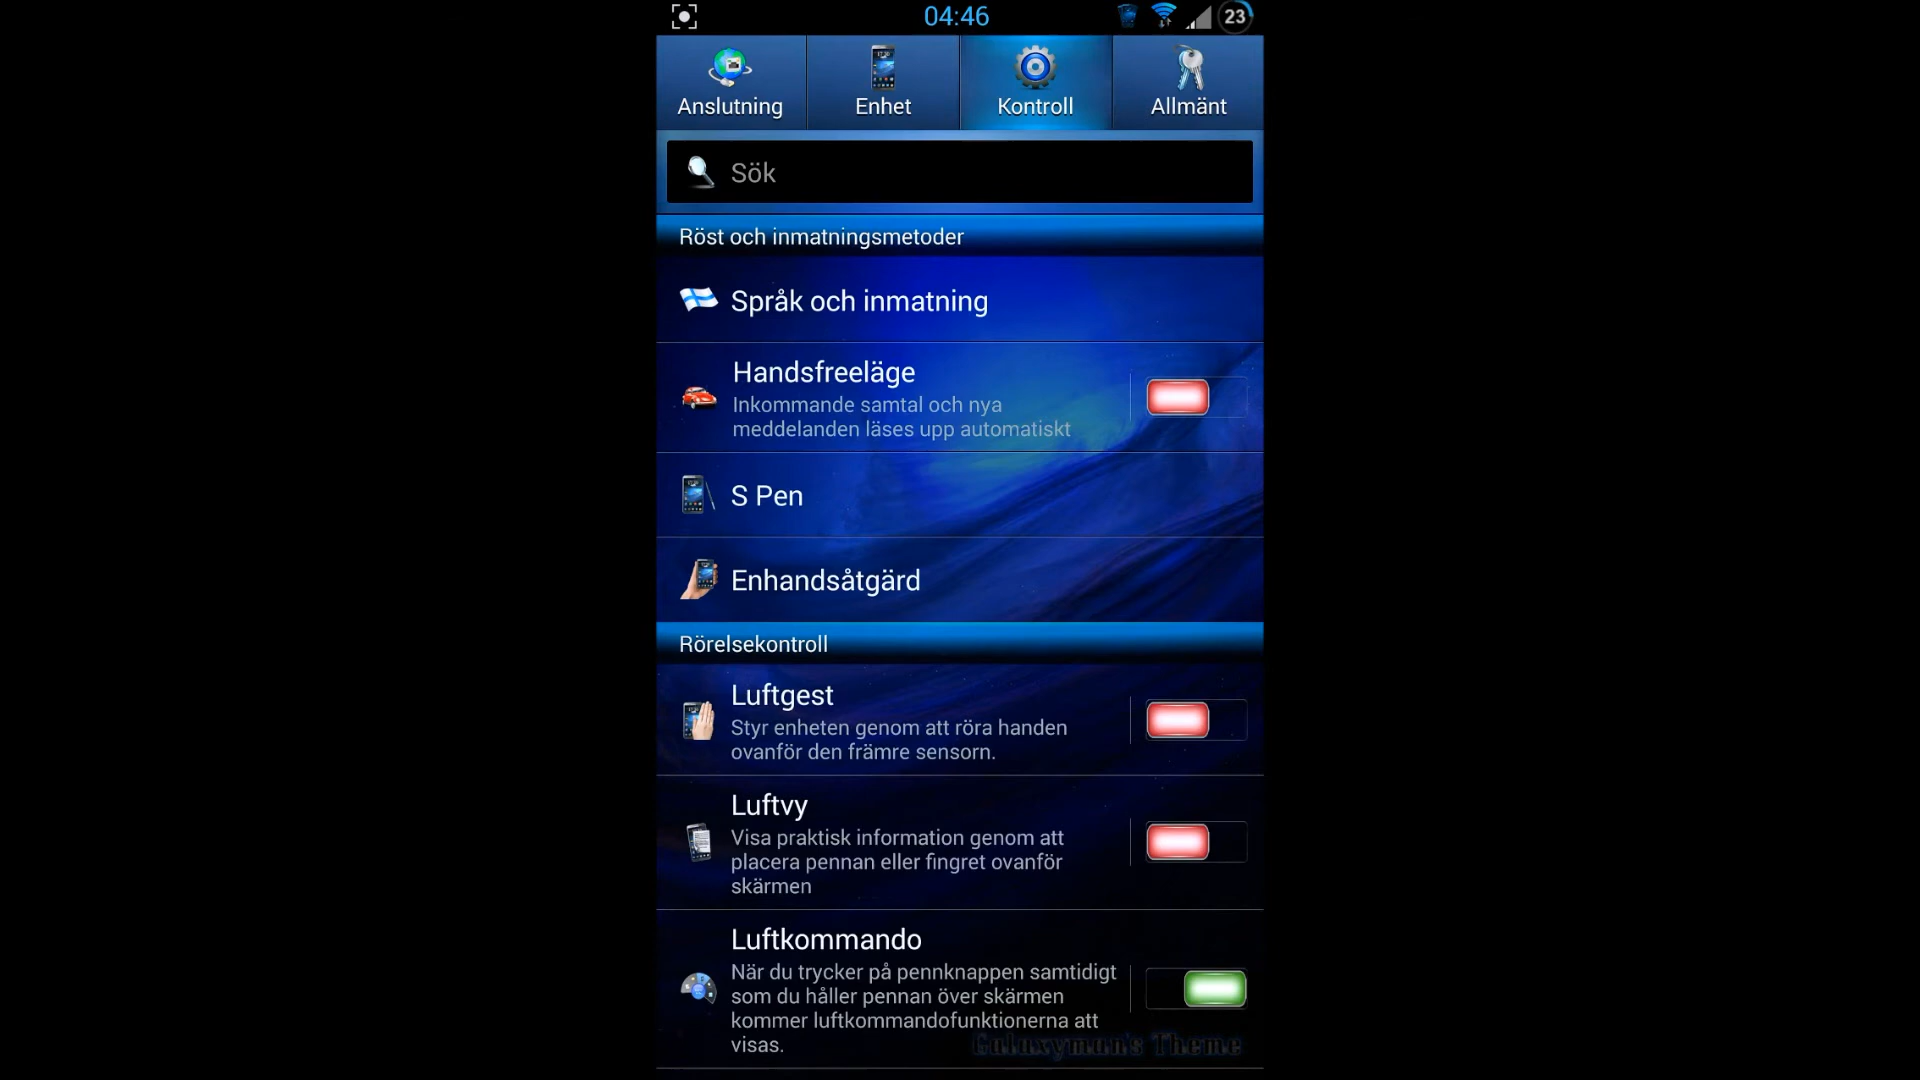 04:46
23
Anslutning
Enhet
Kontroll
Allmänt
Sök
Röst och inmatningsmetoder
Språk och inmatning
Handsfreeläge
Inkommande samtal och nya
meddelanden läses upp automatiskt
S Pen
Enhandsåtgärd
Rörelsekontroll
Luftgest
Styr enheten genom att röra handen
ovanför den främre sensorn.
Luftvy
Visa praktisk information genom att
placera pennan eller fingret ovanför
skärmen
Luftkommando
När du trycker på pennknappen samtidigt
som du håller pennan över skärmen
kommer luftkommandofunktionerna att
visas.
Galaxyman's Theme